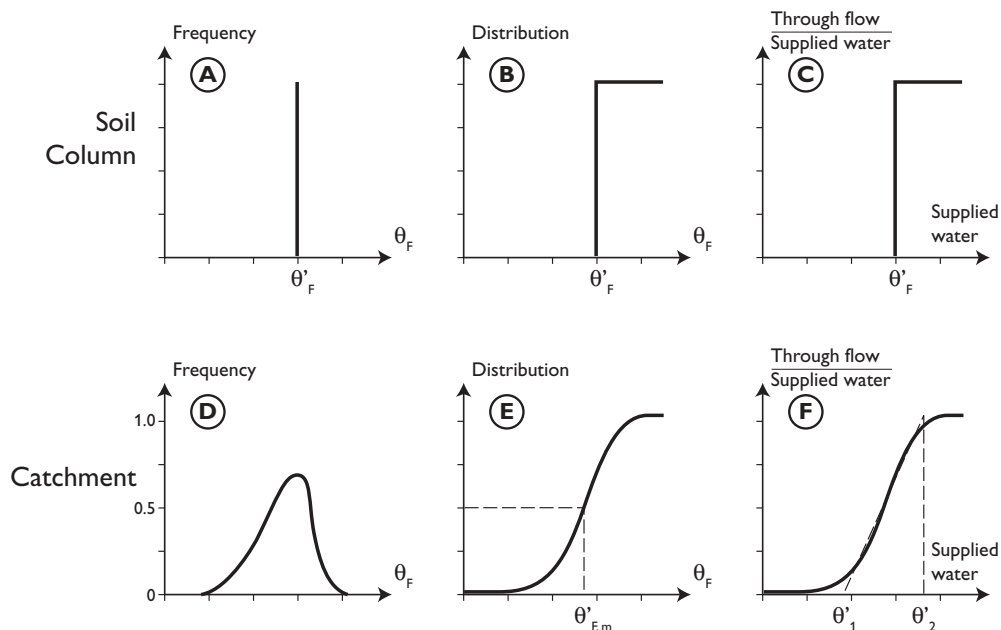 Frequency
A
Soil
Column
θ_F
θ'_F
Distribution
B
θ_F
θ'_F
Through flow
Supplied water
C
Supplied
water
θ'_F
Frequency
D
1.0
Catchment
0.5
0
θ_F
Distribution
E
θ_F
θ'_F,m
Through flow
Supplied water
F
Supplied
water
θ'_1
θ'_2